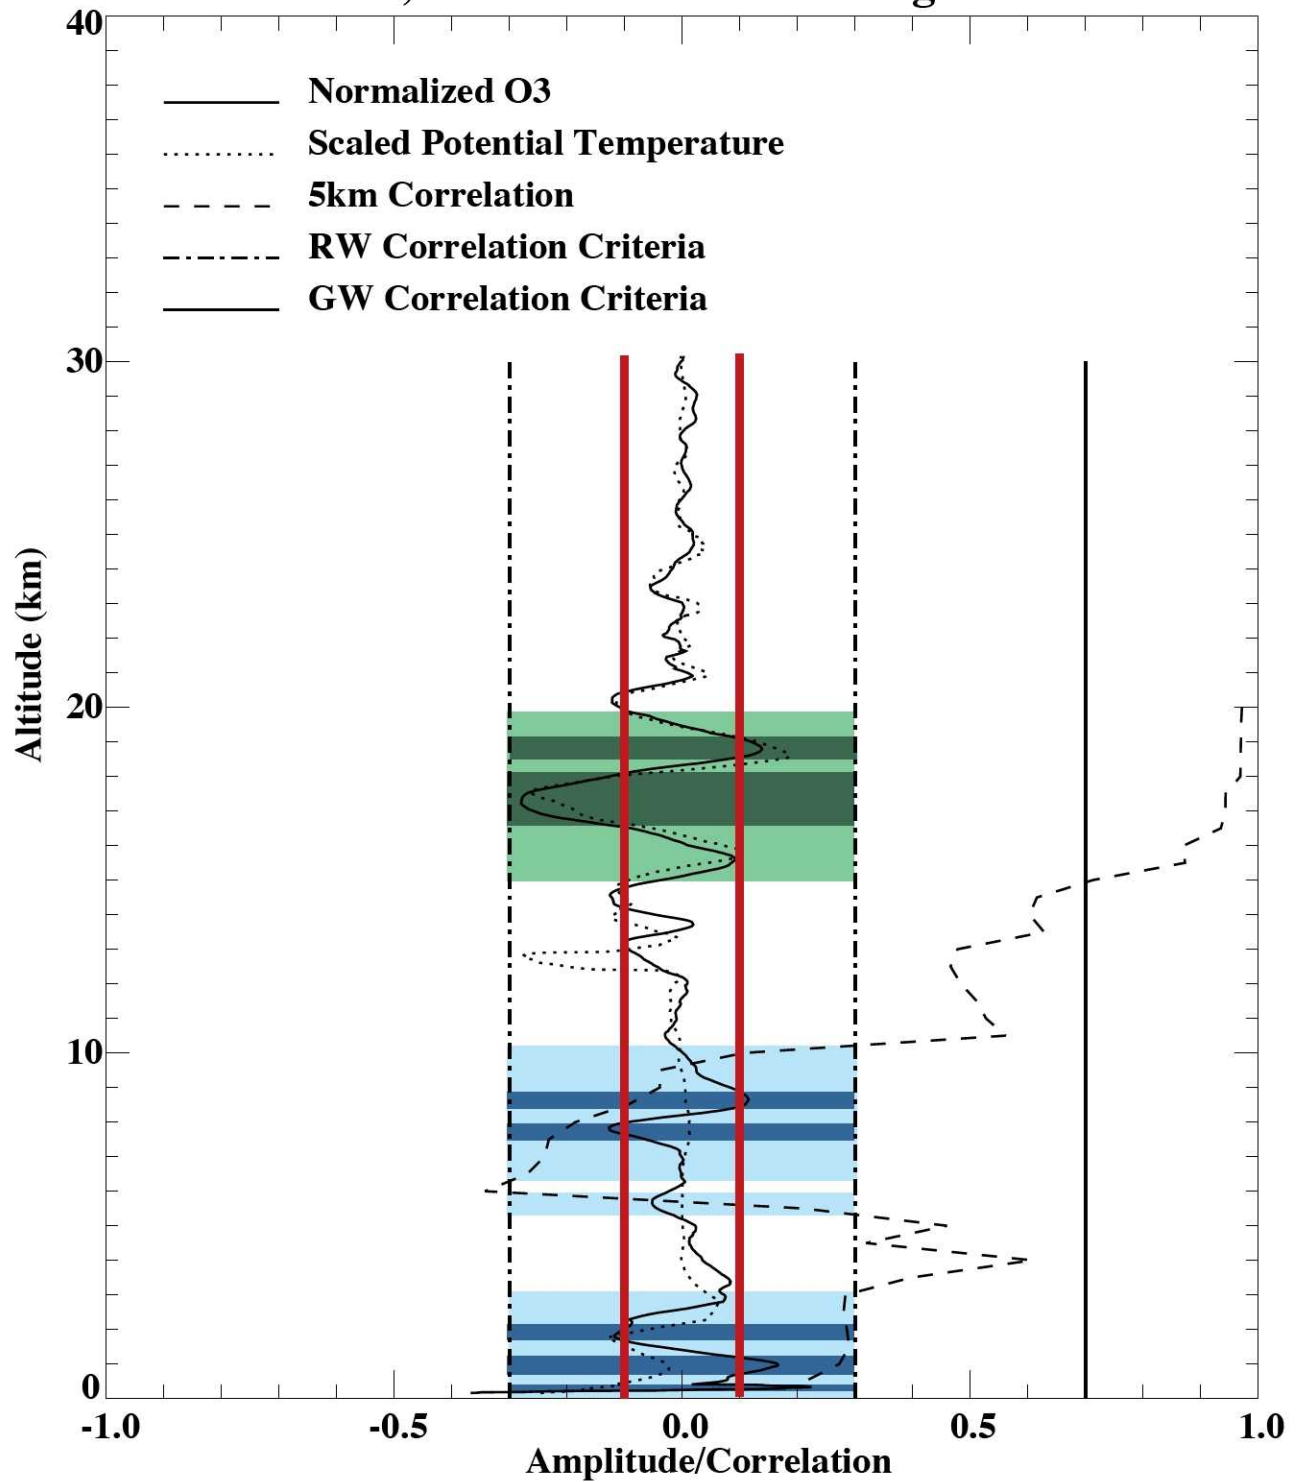 40
Normalized O3
Scaled Potential Temperature
5km Correlation
RW Correlation Criteria
GW Correlation Criteria
30
20
10
0
Altitude (km)
-1.0 -0.5 0.0 0.5 1.0
Amplitude/Correlation